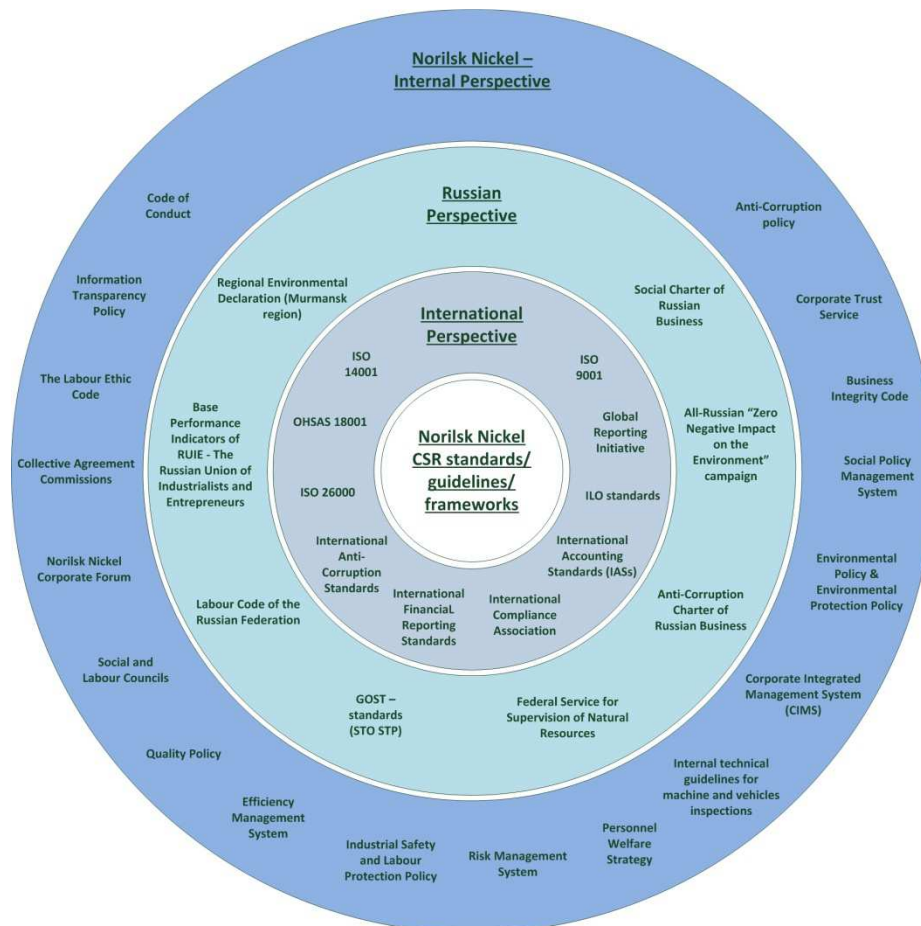 Norilsk Nickel –
Internal Perspective
Code of
Conduct
Anti-Corruption
policy
Information
Transparency
Policy
Corporate Trust
Service
The Labour Ethic
Code
Business
Integrity Code
Collective Agreement
Commissions
Social Policy
Management
System
Norilsk Nickel
Corporate Forum
Environmental
Policy &
Environmental
Protection Policy
Social and
Labour Councils
Corporate Integrated
Management System
(CIMS)
Quality Policy
Internal technical
guidelines for
machine and vehicles
inspections
Efficiency
Management
System
Personnel
Welfare
Strategy
Industrial Safety
and Labour
Protection Policy
Risk Management
System
Russian
Perspective
Regional Environmental
Declaration (Murmansk
region)
Social Charter of
Russian
Business
Base
Performance
Indicators of
RUIE - The
Russian Union of
Industrialists and
Entrepreneurs
All-Russian “Zero
Negative Impact
on the
Environment”
campaign
Labour Code of the
Russian Federation
Anti-Corruption
Charter of
Russian Business
GOST –
standards
(STO STP)
Federal Service for
Supervision of Natural
Resources
International
Perspective
ISO
14001
ISO
9001
OHSAS 18001
Global
Reporting
Initiative
ISO 26000
ILO standards
International
Anti-
Corruption
Standards
International
Accounting
Standards (IASs)
International
FinanciaL
Reporting
Standards
International
Compliance
Association
Norilsk Nickel
CSR standards/
guidelines/
frameworks